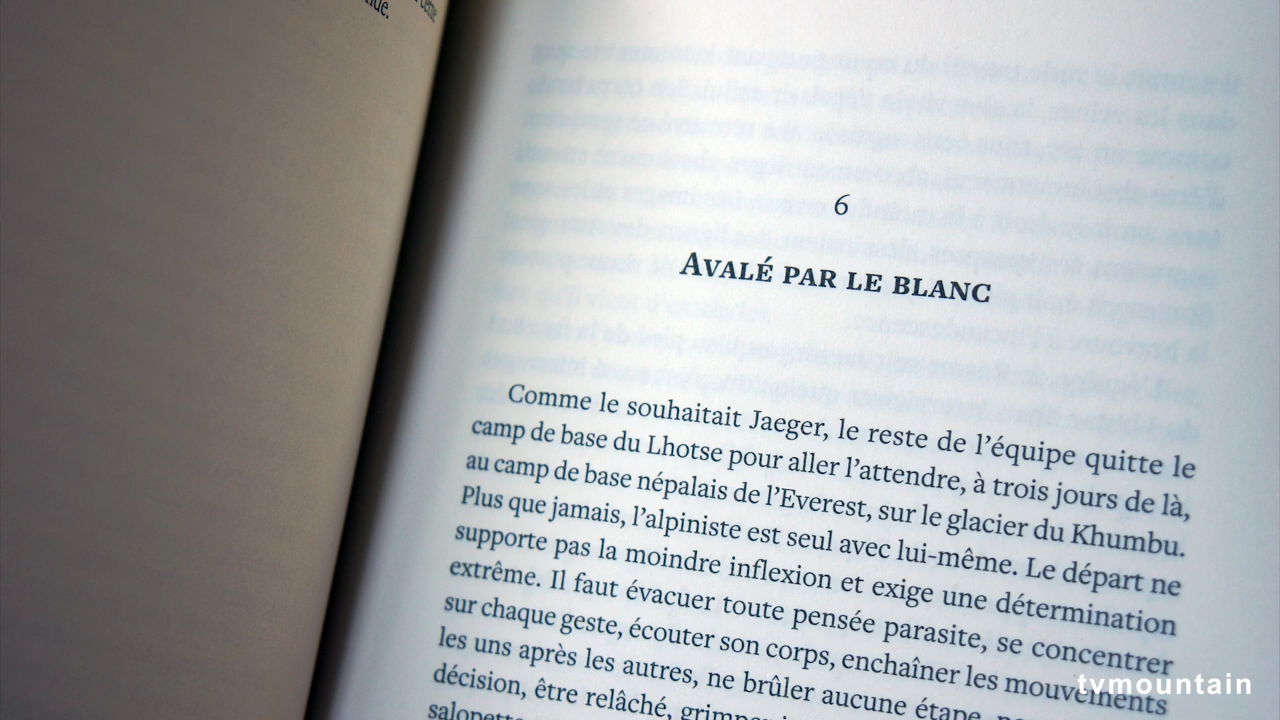 6
AVALÉ PAR LE BLANC
Comme le souhaitait Jaeger, le reste de l'équipe quitte le
camp de base du Lhotse pour aller l'attendre, à trois jours de là,
au camp de base népalais de l'Everest, sur le glacier du Khumbu.
Plus que jamais, l'alpiniste est seul avec lui-même. Le départ ne
supporte pas la moindre inflexion et exige une détermination
extrême. Il faut évacuer toute pensée parasite, se concentrer
sur chaque geste, écouter son corps, enchaîner les mouvements
les uns après les autres, ne brûler aucune étape,
décision, être relâché,
tvmountain